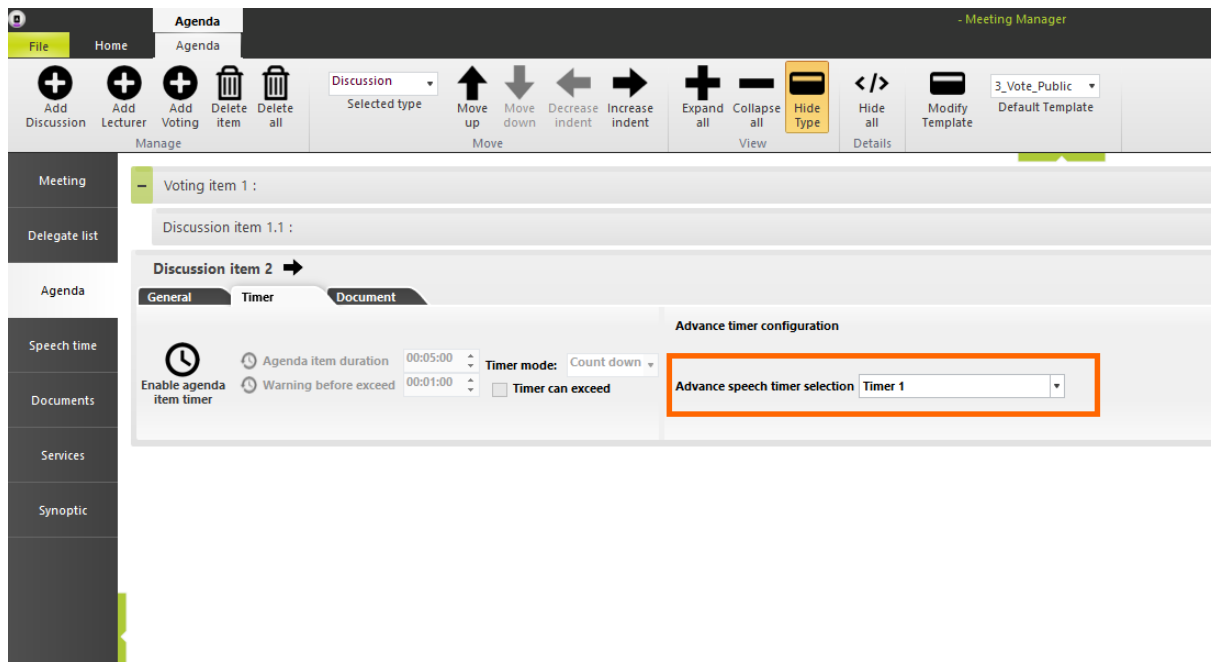 Agenda
- Meeting Manager
File Home Agenda
Add Discussion
Add Lecturer
Add Voting
Delete item
Delete all
Manage
Discussion
Selected type
Move up
Move down
Decrease indent
Increase indent
Move
Expand all
Collapse all
Hide Type
View
</>
Hide all
Details
Modify Template
3_Vote_Public
Default Template
Meeting
Delegate list
Agenda
Speech time
Documents
Services
Synoptic
Voting item 1 :
Discussion item 1.1 :
Discussion item 2
General Timer Document
Enable agenda
item timer
Agenda item duration 00:05:00
Warning before exceed 00:01:00
Timer mode: Count down
Timer can exceed
Advance timer configuration
Advance speech timer selection Timer 1